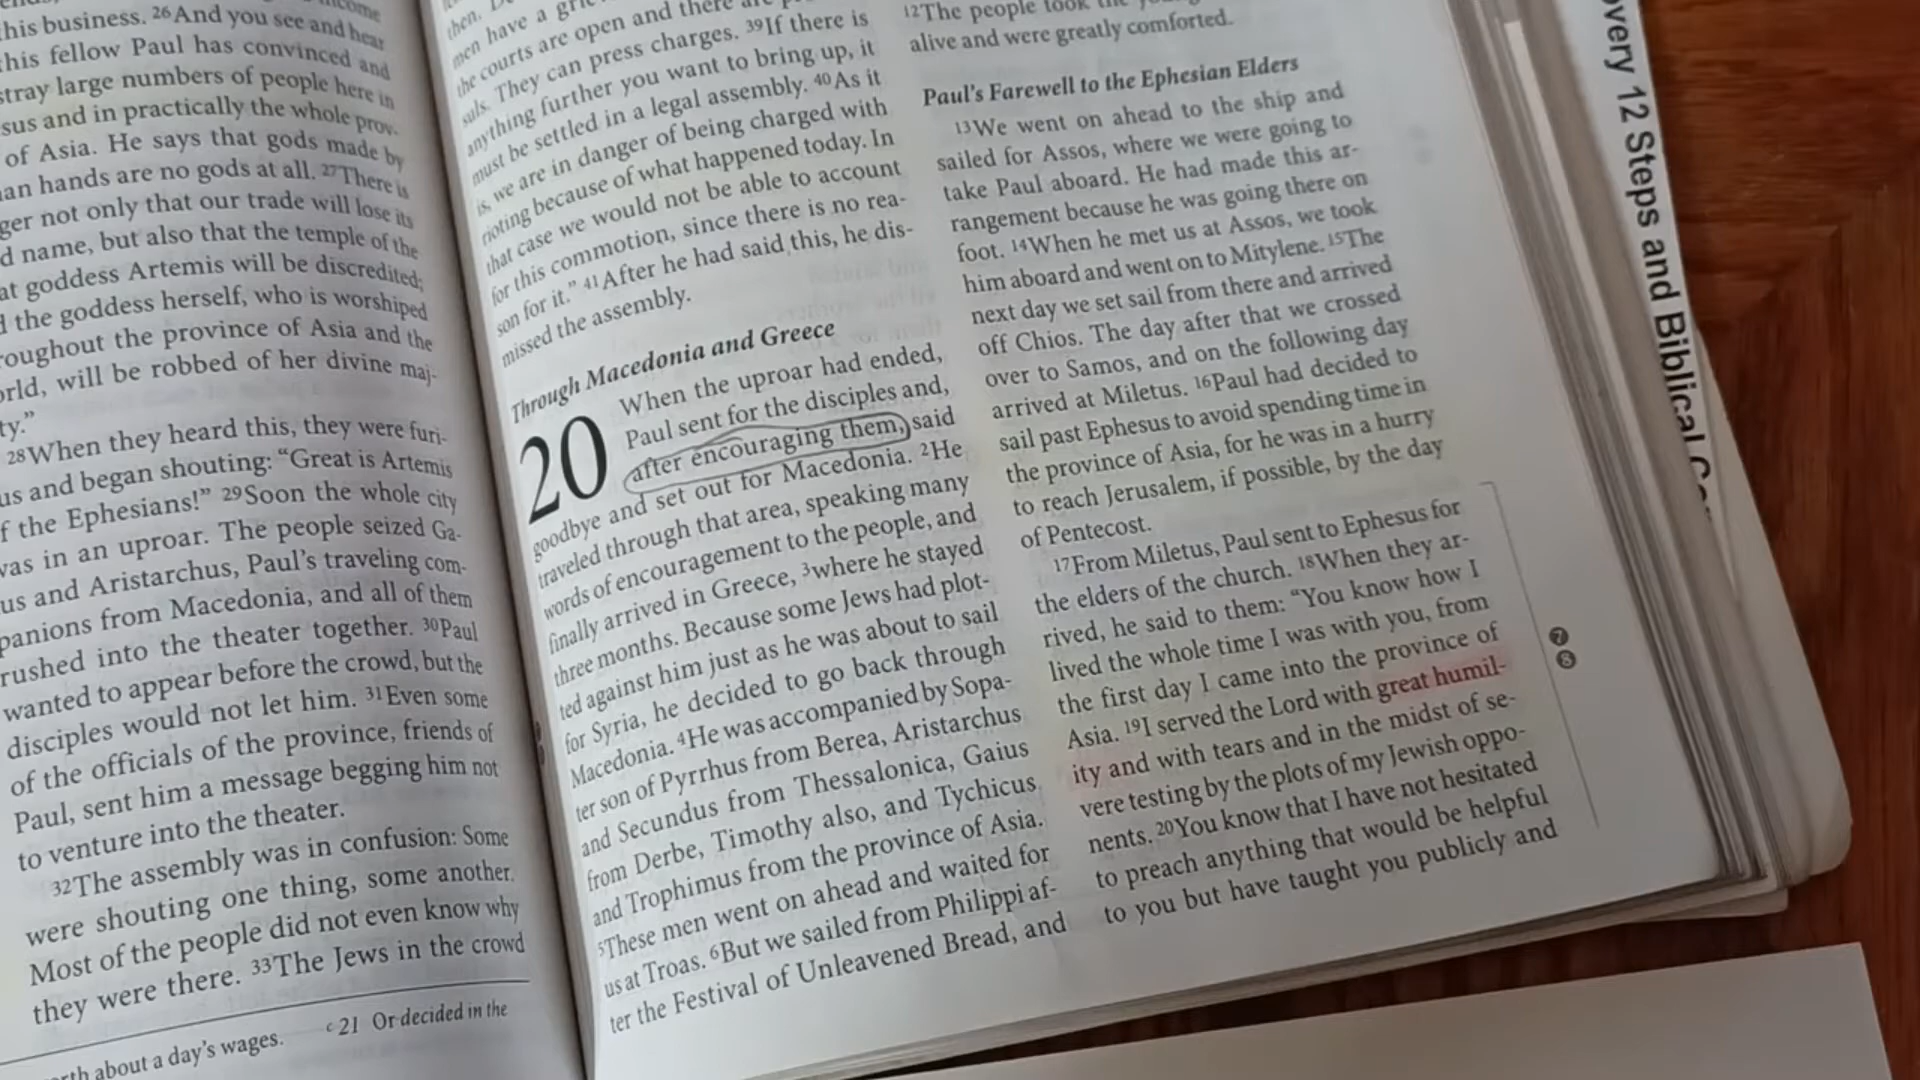 this business. 26And you see and hear
this fellow Paul has convinced and
stray large numbers of people here in
sus and in practically the whole prov-
of Asia. He says that gods made by
an hands are no gods at all. 27There is
ger not only that our trade will lose its
d name, but also that the temple of the
at goddess Artemis will be discredited;
d the goddess herself, who is worshiped
roughout the province of Asia and the
orld, will be robbed of her divine maj-
ty.”
28When they heard this, they were furi-
us and began shouting: “Great is Artemis
f the Ephesians!” 29Soon the whole city
was in an uproar. The people seized Ga-
us and Aristarchus, Paul’s traveling com-
panions from Macedonia, and all of them
rushed into the theater together. 30Paul
wanted to appear before the crowd, but the
disciples would not let him. 31Even some
of the officials of the province, friends of
Paul, sent him a message begging him not
to venture into the theater.
32The assembly was in confusion: Some
were shouting one thing, some another.
Most of the people did not even know why
they were there. 33The Jews in the crowd
rth about a day’s wages. c 21 Or decided in the
then.
men have a
the courts are open and there
suls. They can press charges. 39If there is
anything further you want to bring up, it
must be settled in a legal assembly. 40As it
is, we are in danger of being charged with
rioting because of what happened today. In
that case we would not be able to account
for this commotion, since there is no rea-
son for it.” 41After he had said this, he dis-
missed the assembly.
Through Macedonia and Greece
20 When the uproar had ended,
Paul sent for the disciples and,
after encouraging them, said
goodbye and set out for Macedonia. 2He
traveled through that area, speaking many
words of encouragement to the people, and
finally arrived in Greece, 3where he stayed
three months. Because some Jews had plot-
ted against him just as he was about to sail
for Syria, he decided to go back through
Macedonia. 4He was accompanied by Sopa-
ter son of Pyrrhus from Berea, Aristarchus
and Secundus from Thessalonica, Gaius
from Derbe, Timothy also, and Tychicus
and Trophimus from the province of Asia.
5These men went on ahead and waited for
us at Troas. 6But we sailed from Philippi af-
ter the Festival of Unleavened Bread, and
12The people took the
alive and were greatly comforted.
Paul’s Farewell to the Ephesian Elders
13We went on ahead to the ship and
sailed for Assos, where we were going to
take Paul aboard. He had made this ar-
rangement because he was going there on
foot. 14When he met us at Assos, we took
him aboard and went on to Mitylene. 15The
next day we set sail from there and arrived
off Chios. The day after that we crossed
over to Samos, and on the following day
arrived at Miletus. 16Paul had decided to
sail past Ephesus to avoid spending time in
the province of Asia, for he was in a hurry
to reach Jerusalem, if possible, by the day
of Pentecost.
17From Miletus, Paul sent to Ephesus for
the elders of the church. 18When they ar-
rived, he said to them: “You know how I
lived the whole time I was with you, from
the first day I came into the province of
Asia. 19I served the Lord with great humil-
ity and with tears and in the midst of se-
vere testing by the plots of my Jewish oppo-
nents. 20You know that I have not hesitated
to preach anything that would be helpful
to you but have taught you publicly and
7
8
overy 12 Steps and Biblical